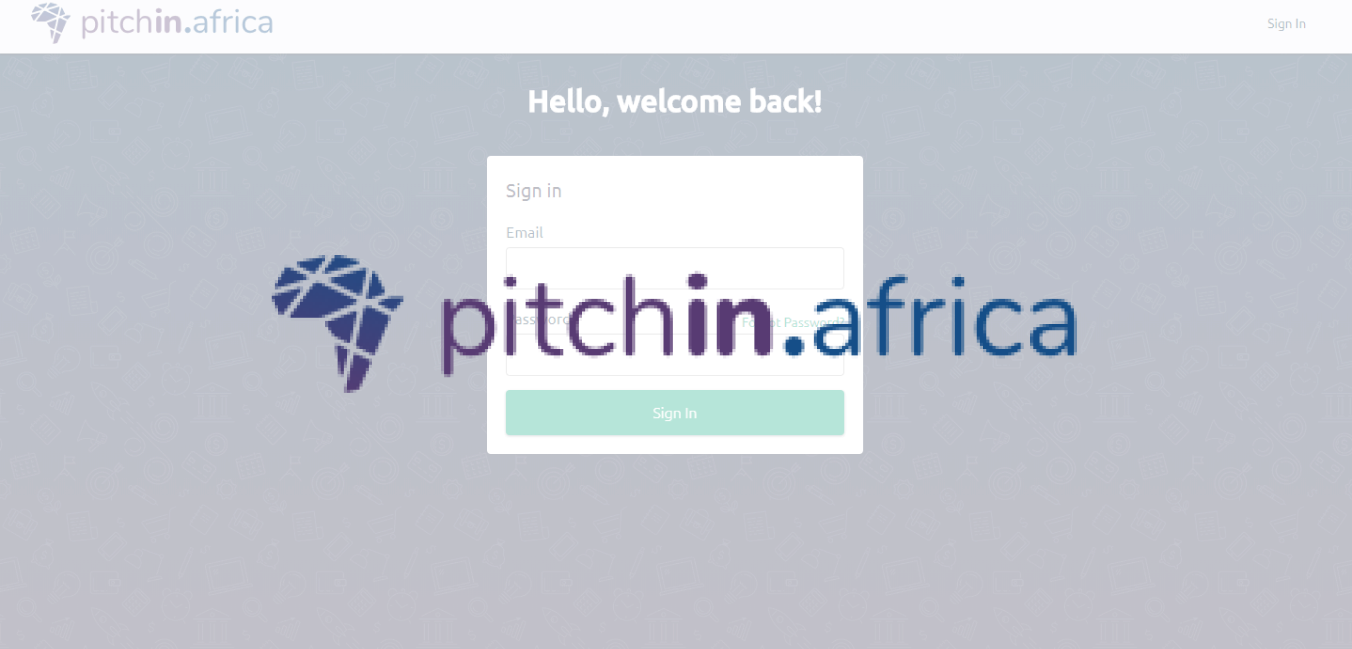 pitchin.africa
Sign In
Hello, welcome back!
Sign in
Email
pitchin.africa
Password
Forgot Password?
Sign In